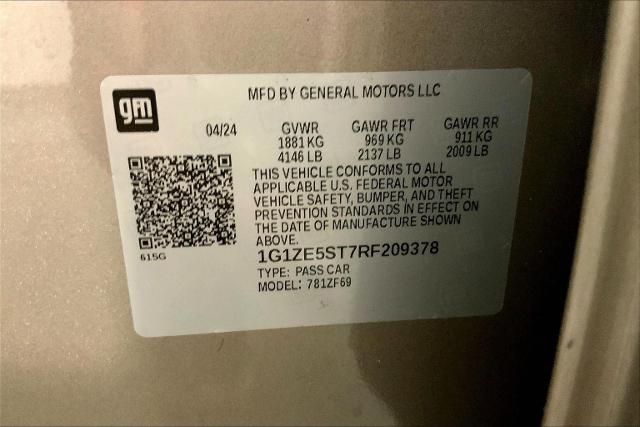 gm
MFD BY GENERAL MOTORS LLC
04/24 GVWR GAWR FRT GAWR RR
1881 KG 969 KG 911 KG
4146 LB 2137 LB 2009 LB
THIS VEHICLE CONFORMS TO ALL
APPLICABLE U.S. FEDERAL MOTOR
VEHICLE SAFETY, BUMPER, AND THEFT
PREVENTION STANDARDS IN EFFECT ON
THE DATE OF MANUFACTURE SHOWN
ABOVE.
615G
1G1ZE5ST7RF209378
TYPE: PASS CAR
MODEL: 781ZF69